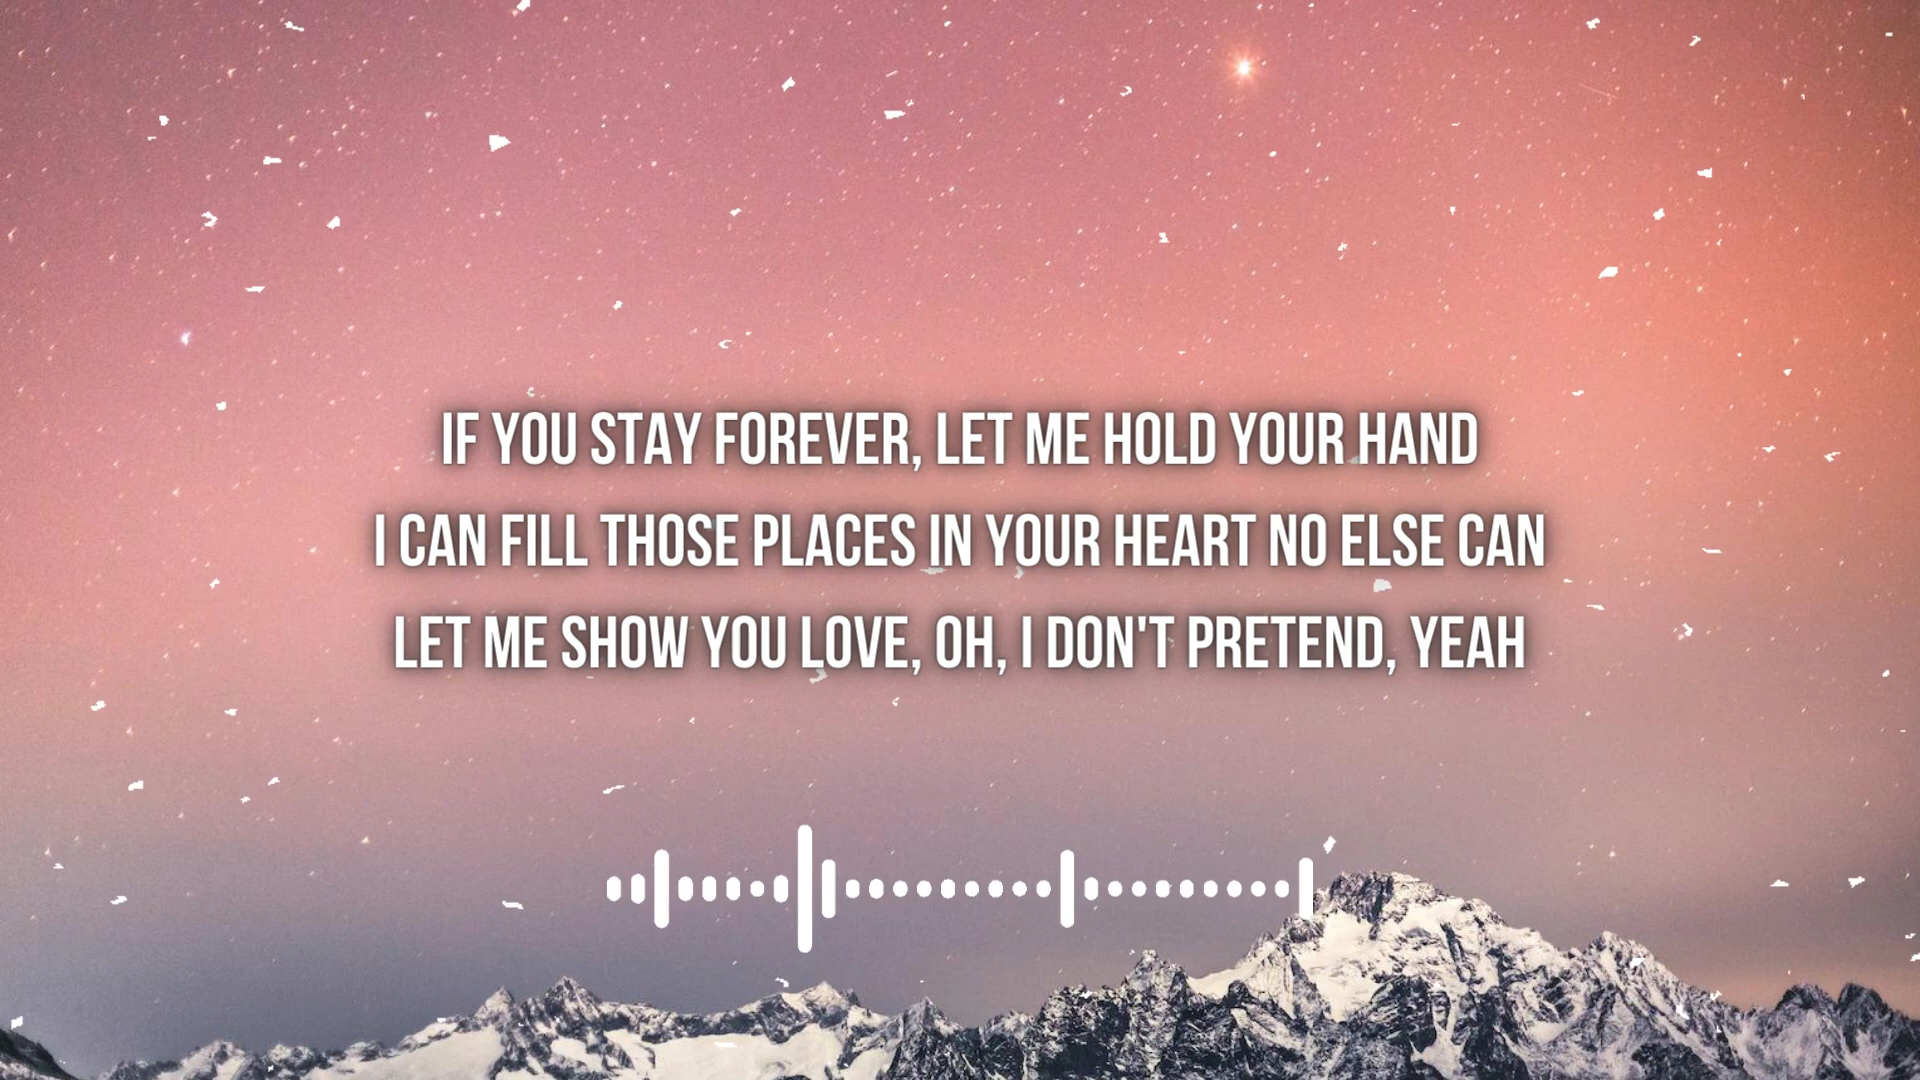 IF YOU STAY FOREVER, LET ME HOLD YOUR HAND
I CAN FILL THOSE PLACES IN YOUR HEART NO ELSE CAN
LET ME SHOW YOU LOVE, OH, I DON'T PRETEND, YEAH